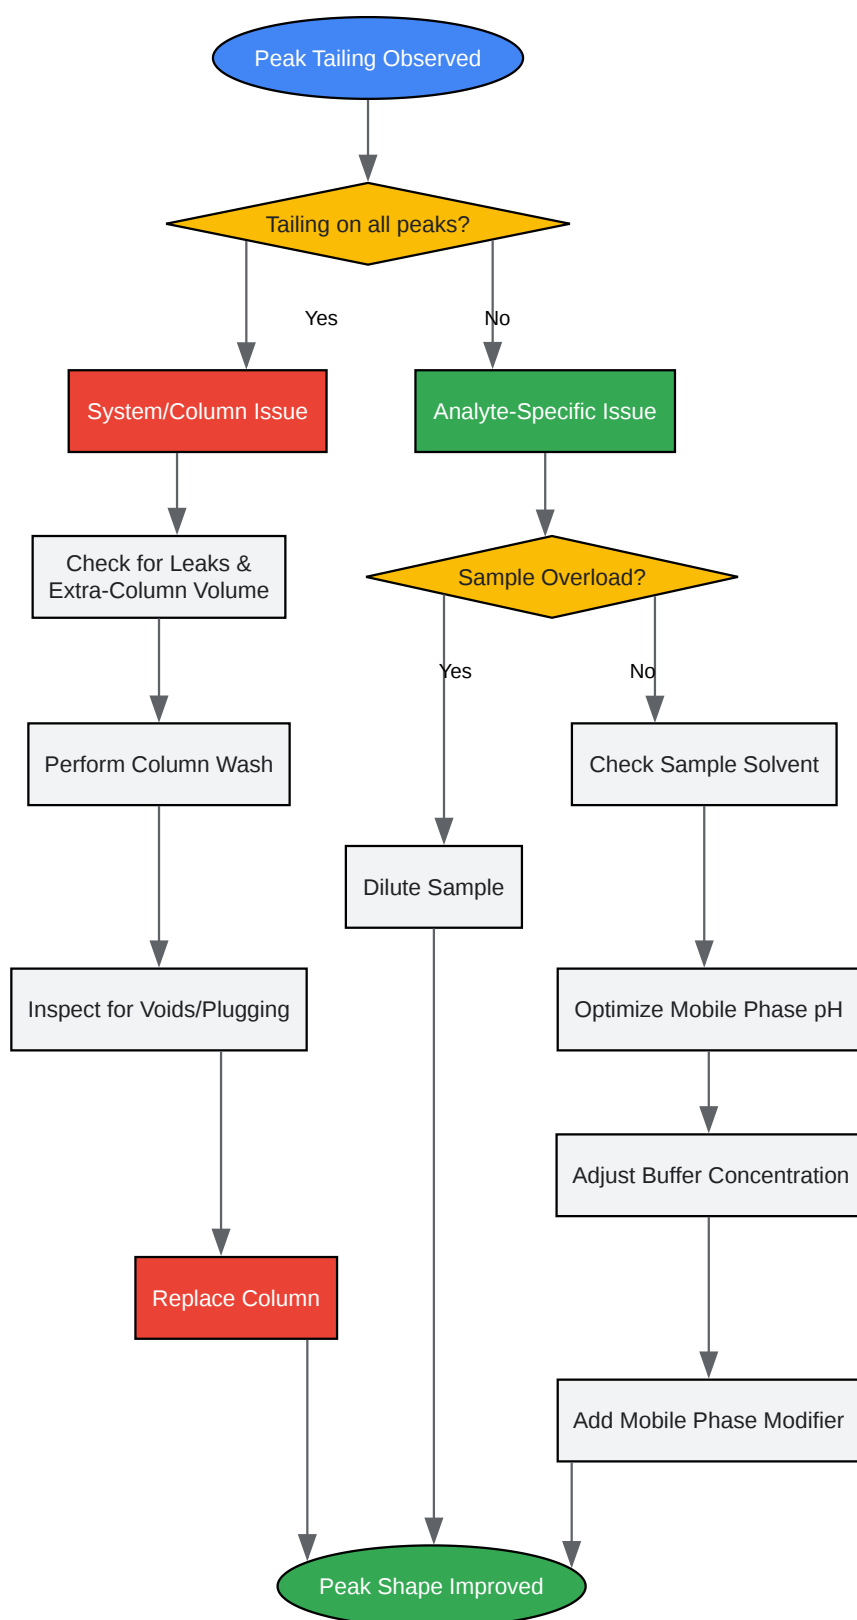 Peak Tailing Observed
Tailing on all peaks?
Yes
No
System/Column Issue
Analyte-Specific Issue
Check for Leaks &
Extra-Column Volume
Sample Overload?
Yes
No
Perform Column Wash
Check Sample Solvent
Dilute Sample
Inspect for Voids/Plugging
Optimize Mobile Phase pH
Adjust Buffer Concentration
Replace Column
Add Mobile Phase Modifier
Peak Shape Improved